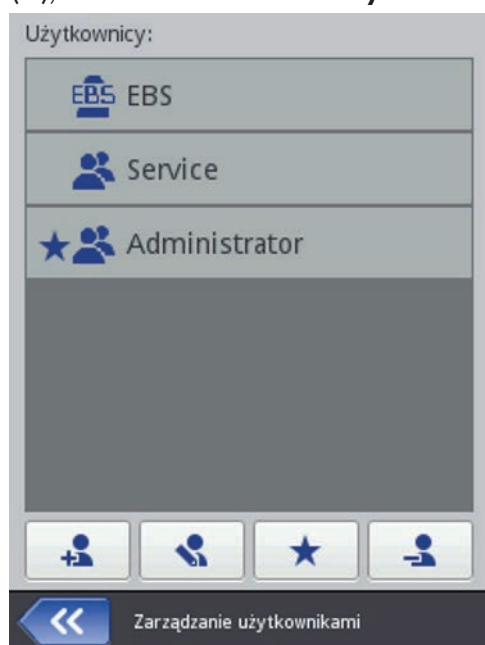 Użytkownicy:
EBS EBS
Service
Administrator
Zarządzanie użytkownikami